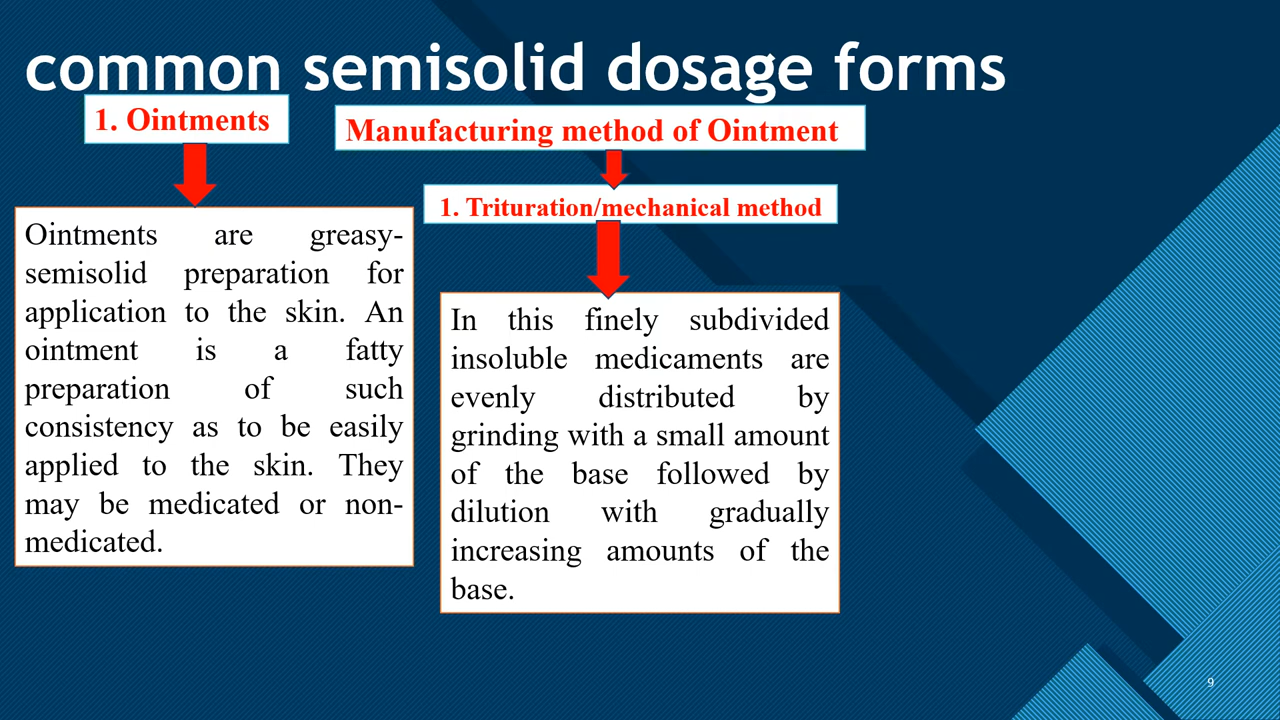 common semisolid dosage forms
1. Ointments
Ointments are greasy-
semisolid preparation for
application to the skin. An
ointment is a fatty
preparation of such
consistency as to be easily
applied to the skin. They
may be medicated or non-
medicated.
Manufacturing method of Ointment
1. Trituration/mechanical method
In this finely subdivided
insoluble medicaments are
evenly distributed by
grinding with a small amount
of the base followed by
dilution with gradually
increasing amounts of the
base.
9